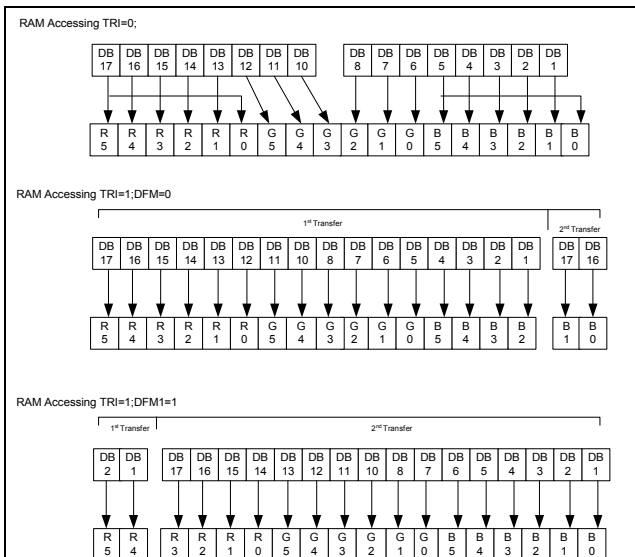 RAM Accessing TRI=0;
DB 17 DB 16 DB 15 DB 14 DB 13 DB 12 DB 11 DB 10 DB 8 DB 7 DB 6 DB 5 DB 4 DB 3 DB 2 DB 1
R 5 R 4 R 3 R 2 R 1 R 0 G 5 G 4 G 3 G 2 G 1 G 0 B 5 B 4 B 3 B 2 B 1 B 0
RAM Accessing TRI=1;DFM=0
1st Transfer 2nd Transfer
DB 17 DB 16 DB 15 DB 14 DB 13 DB 12 DB 11 DB 10 DB 8 DB 7 DB 6 DB 5 DB 4 DB 3 DB 2 DB 1 DB 17 DB 16
R 5 R 4 R 3 R 2 R 1 R 0 G 5 G 4 G 3 G 2 G 1 G 0 B 5 B 4 B 3 B 2 B 1 B 0
RAM Accessing TRI=1;DFM1=1
1st Transfer 2nd Transfer
DB 2 DB 1 DB 17 DB 16 DB 15 DB 14 DB 13 DB 12 DB 11 DB 10 DB 8 DB 7 DB 6 DB 5 DB 4 DB 3 DB 2 DB 1
R 5 R 4 R 3 R 2 R 1 R 0 G 5 G 4 G 3 G 2 G 1 G 0 B 5 B 4 B 3 B 2 B 1 B 0